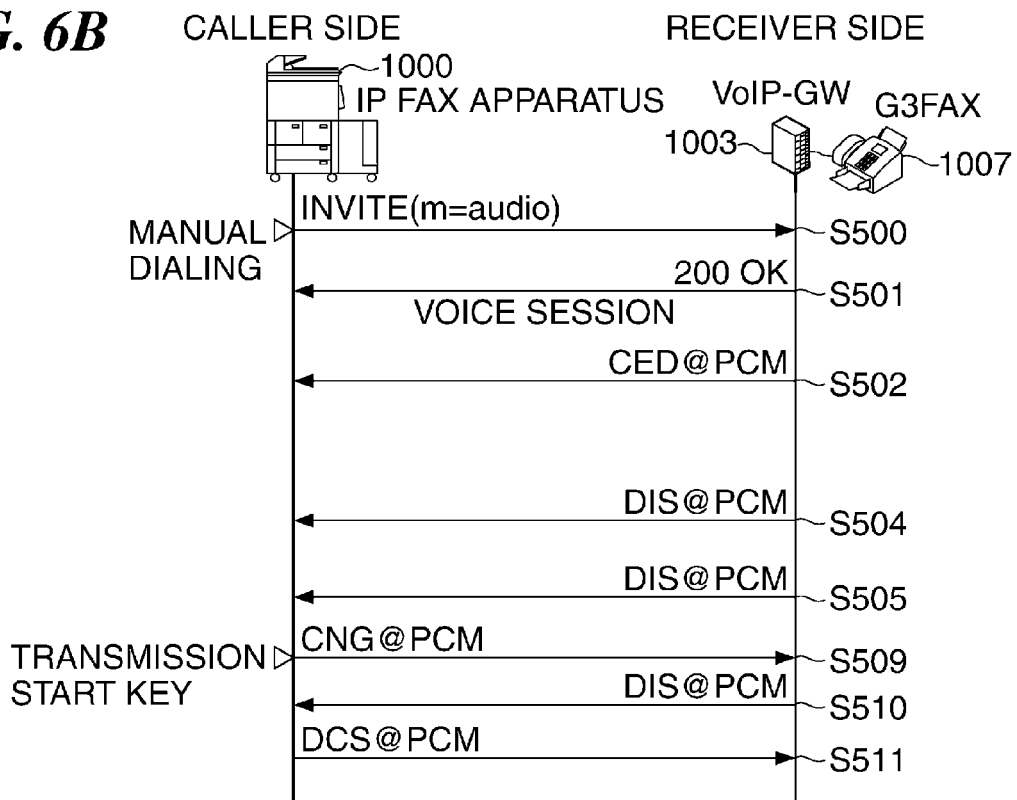 G. 6B
CALLER SIDE
RECEIVER SIDE
1000
IP FAX APPARATUS
VoIP-GW
G3FAX
1003
1007
INVITE(m=audio)
MANUAL
DIALING
S500
200 OK
S501
VOICE SESSION
CED@PCM
S502
DIS@PCM
S504
DIS@PCM
S505
CNG@PCM
TRANSMISSION
START KEY
S509
DIS@PCM
S510
DCS@PCM
S511